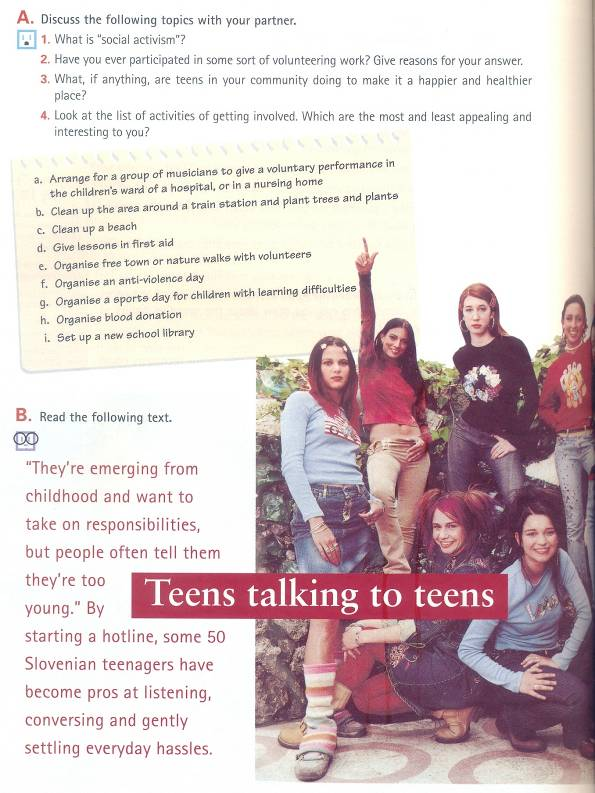 A. Discuss the following topics with your partner.
1. What is “social activism”?
2. Have you ever participated in some sort of volunteering work? Give reasons for your answer.
3. What, if anything, are teens in your community doing to make it a happier and healthier
place?
4. Look at the list of activities of getting involved. Which are the most and least appealing and
interesting to you?
a. Arrange for a group of musicians to give a voluntary performance in
the children's ward of a hospital, or in a nursing home
b. Clean up the area around a train station and plant trees and plants
c. Clean up a beach
d. Give lessons in first aid
e. Organise free town or nature walks with volunteers
f. Organise an anti-violence day
g. Organise a sports day for children with learning difficulties
h. Organise blood donation
i. Set up a new school library
B. Read the following text.
“They're emerging from
childhood and want to
take on responsibilities,
but people often tell them
they're too
young.” By
starting a hotline, some 50
Slovenian teenagers have
become pros at listening,
conversing and gently
settling everyday hassles.
Teens talking to teens